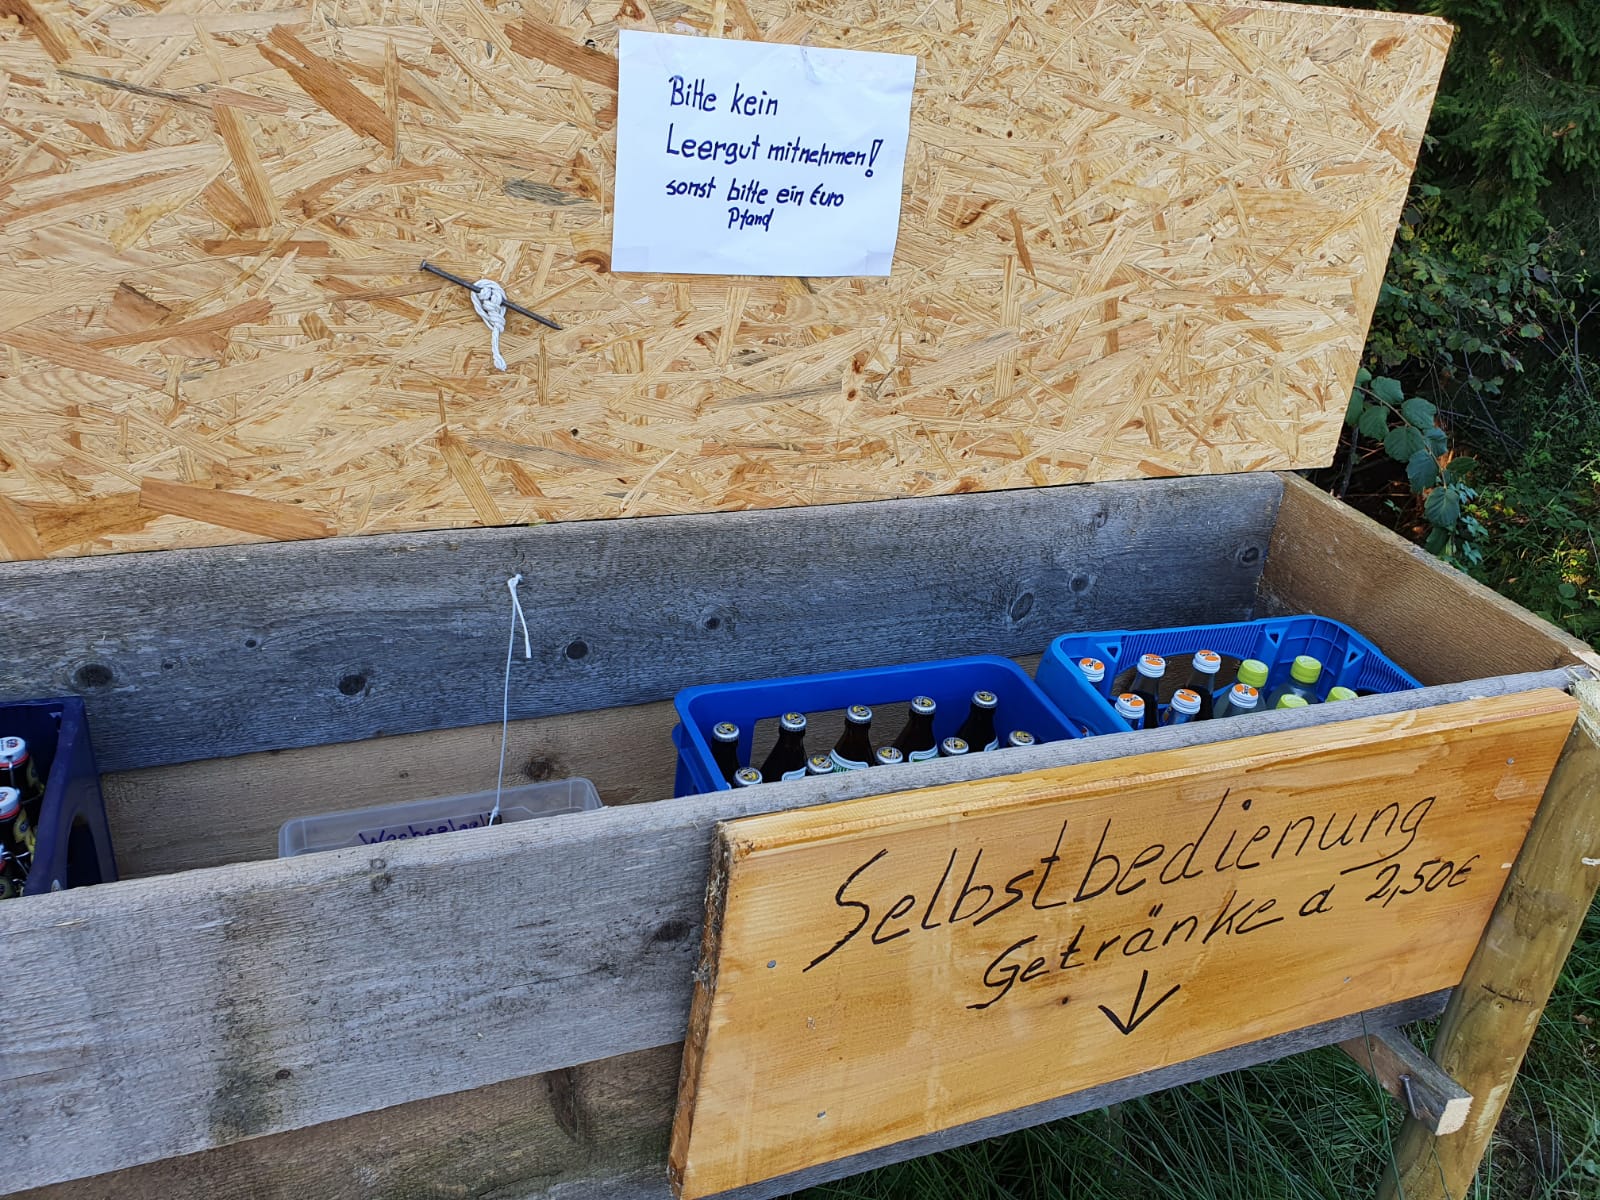 Bitte kein
Leergut mitnehmen!
sonst bitte ein Euro
Pfand
Selbstbedienung
Getränke a 2,50€